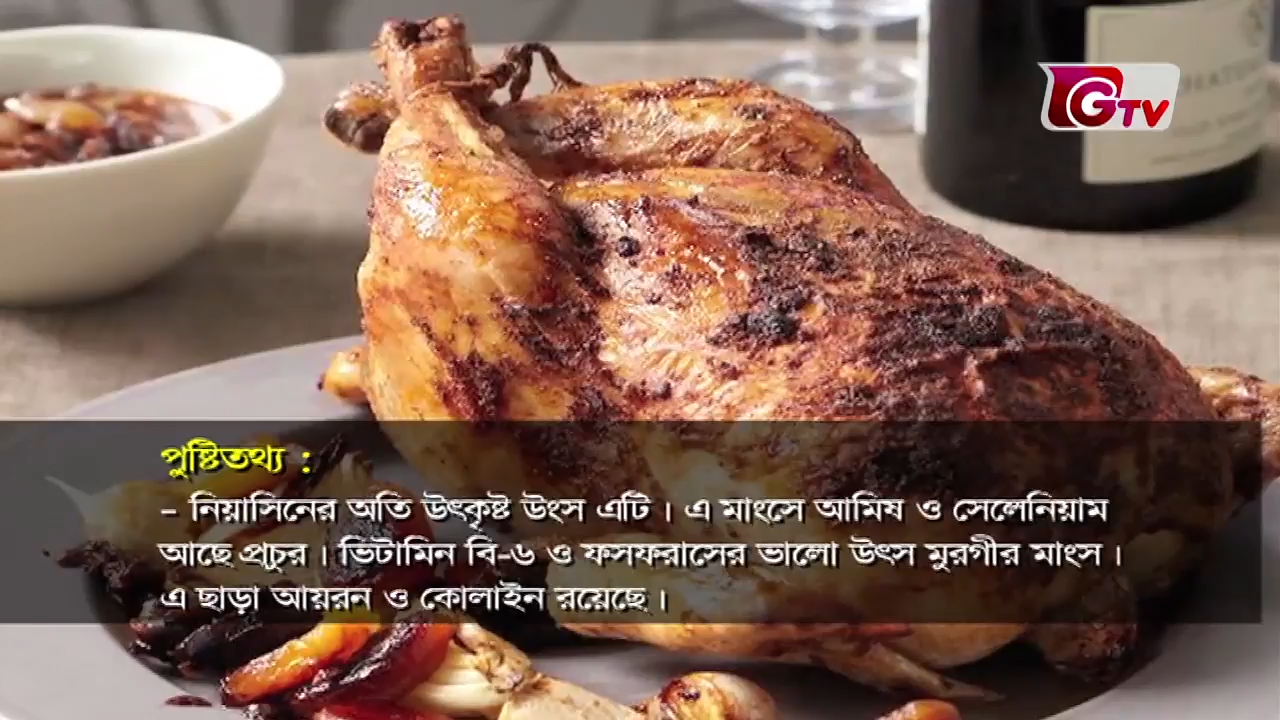 GTV
পুষ্টিতথ্য :
– নিয়াসিনের অতি উৎকৃষ্ট উৎস এটি । এ মাংসে আমিষ ও সেলেনিয়াম
আছে প্রচুর । ভিটামিন বি-৬ ও ফসফরাসের ভালো উৎস মুরগীর মাংস ।
এ ছাড়া আয়রন ও কোলাইন রয়েছে ।